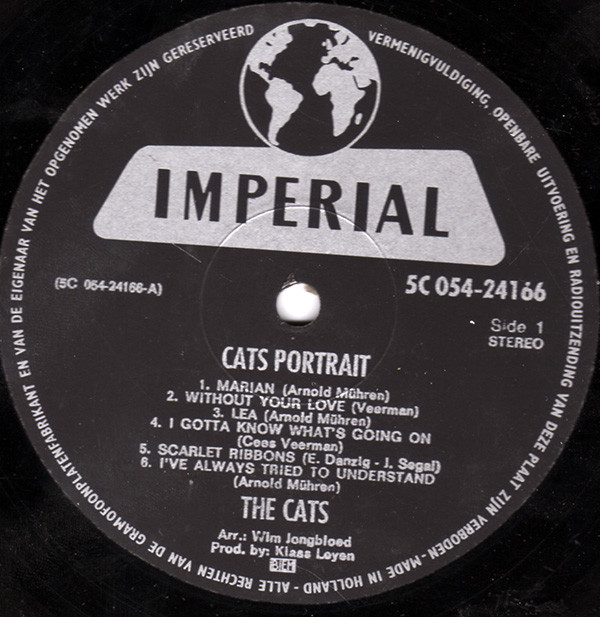 ALLE RECHTEN VAN DE GRAMOFOONPLATENFABRIKANT EN VAN DE EIGENAAR VAN HET OPGENOMEN WERK ZIJN GERESERVEERD
VERMENIGVULDIGING, OPENBARE UITVOERING EN RADIOUITZENDING VAN DEZE PLAAT ZIJN VERBODEN - MADE IN HOLLAND -
IMPERIAL
(5C 054-24166-A)
5C 054-24166
Side 1
STEREO
CATS PORTRAIT
1. MARIAN (Arnold Mühren)
2. WITHOUT YOUR LOVE (Veerman)
3. LEA (Arnold Mühren)
4. I GOTTA KNOW WHAT'S GOING ON
(Cees Veerman)
5. SCARLET RIBBONS (E. Danzig - J. Segal)
6. I'VE ALWAYS TRIED TO UNDERSTAND
(Arnold Mühren)
THE CATS
Arr.: Wim Jongbloed
Prod. by: Klaas Leyen
BIEM